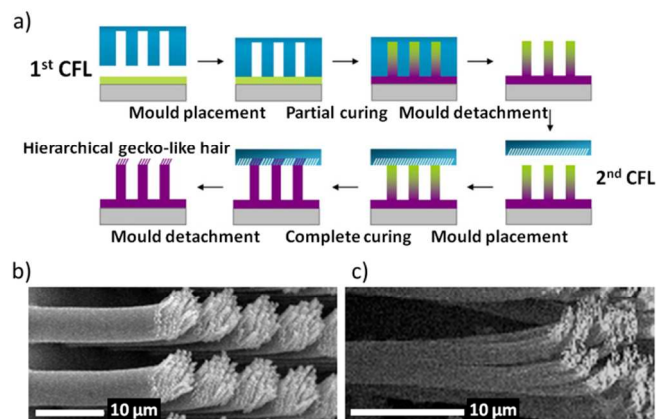 a)
1st CFL
Mould placement Partial curing Mould detachment
Hierarchical gecko-like hair
2nd CFL
Mould detachment Complete curing Mould placement
b)
c)
10 µm
10 µm